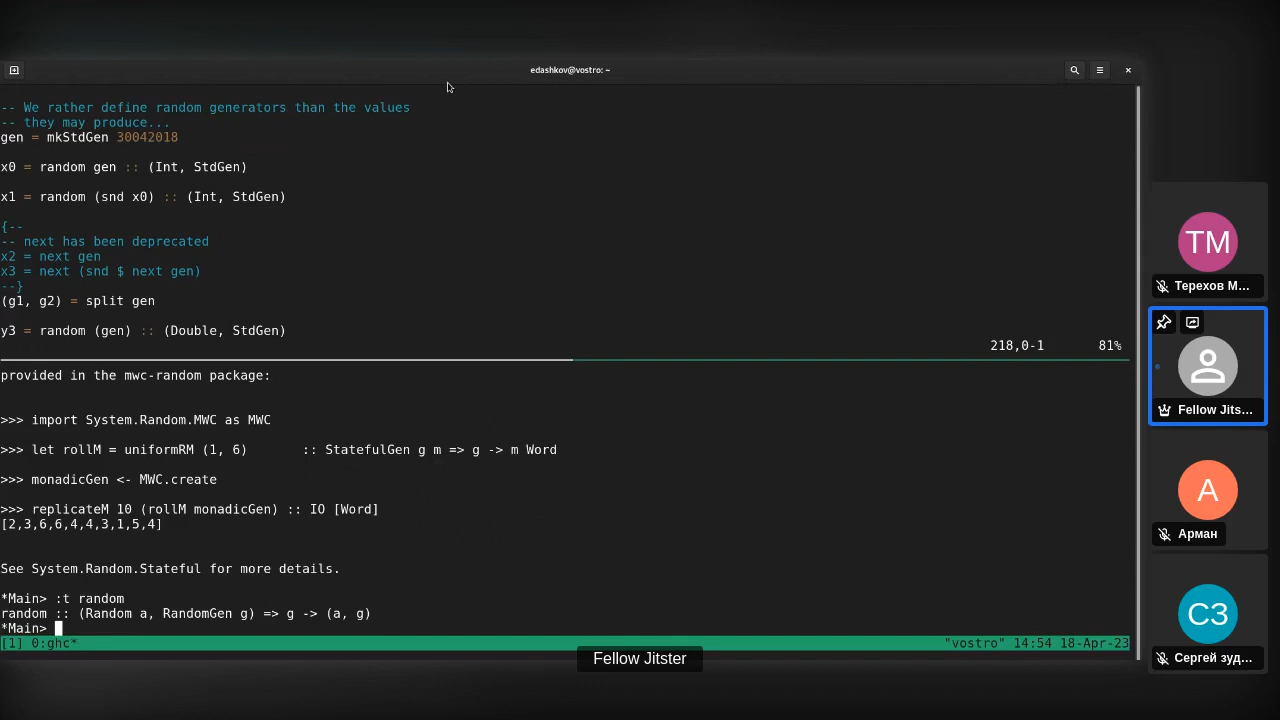 edashkov@vostro: ~
-- We rather define random generators than the values
-- they may produce...
gen = mkStdGen 30042018
x0 = random gen :: (Int, StdGen)
x1 = random (snd x0) :: (Int, StdGen)
{--
-- next has been deprecated
x2 = next gen
x3 = next (snd $ next gen)
--}
(g1, g2) = split gen
y3 = random (gen) :: (Double, StdGen)
218,0-1 81%
provided in the mwc-random package:
>>> import System.Random.MWC as MWC
>>> let rollM = uniformRM (1, 6) :: StatefulGen g m => g -> m Word
>>> monadicGen <- MWC.create
>>> replicateM 10 (rollM monadicGen) :: IO [Word]
[2,3,6,6,4,4,3,1,5,4]
See System.Random.Stateful for more details.
*Main> :t random
random :: (Random a, RandomGen g) => g -> (a, g)
*Main>
[1] 0:ghc* "vostro" 14:54 18-Apr-23
Fellow Jitster
TM
Терехов М...
Fellow Jits...
A
Арман
СЗ
Сергей зуд...